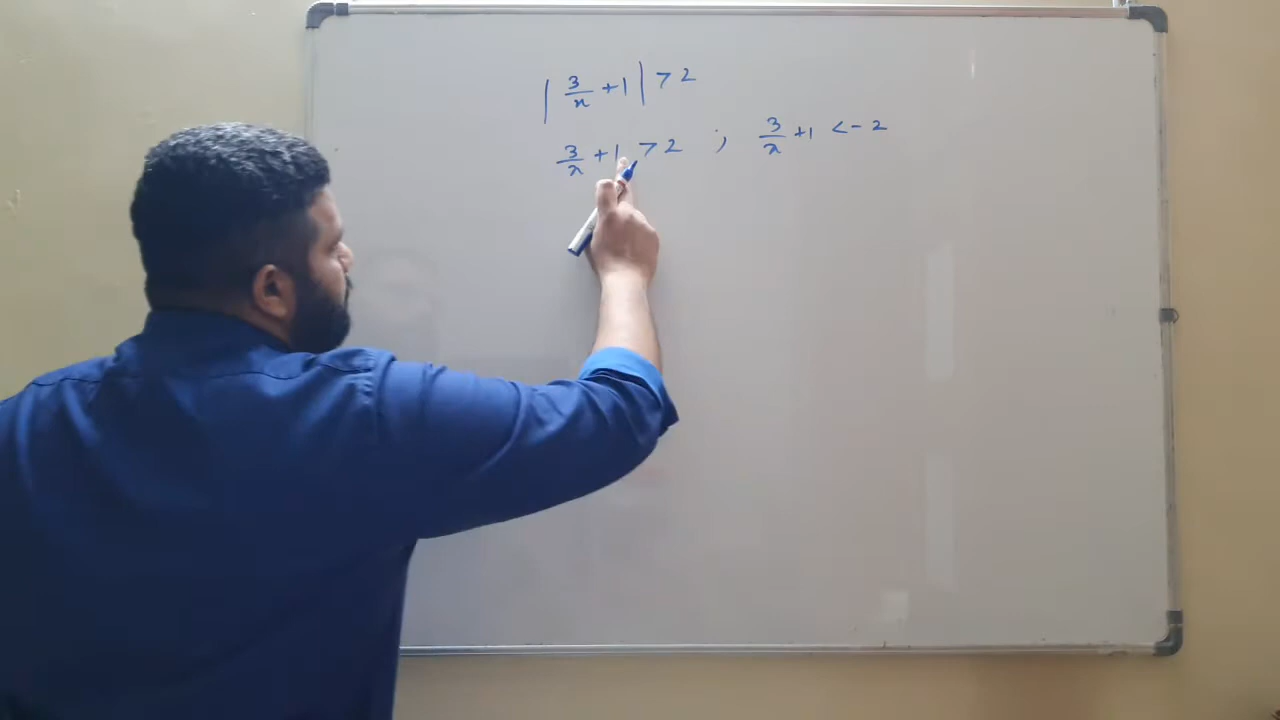 | 3/x + 1 | > 2
3/x + 1 > 2 ; 3/x + 1 < - 2